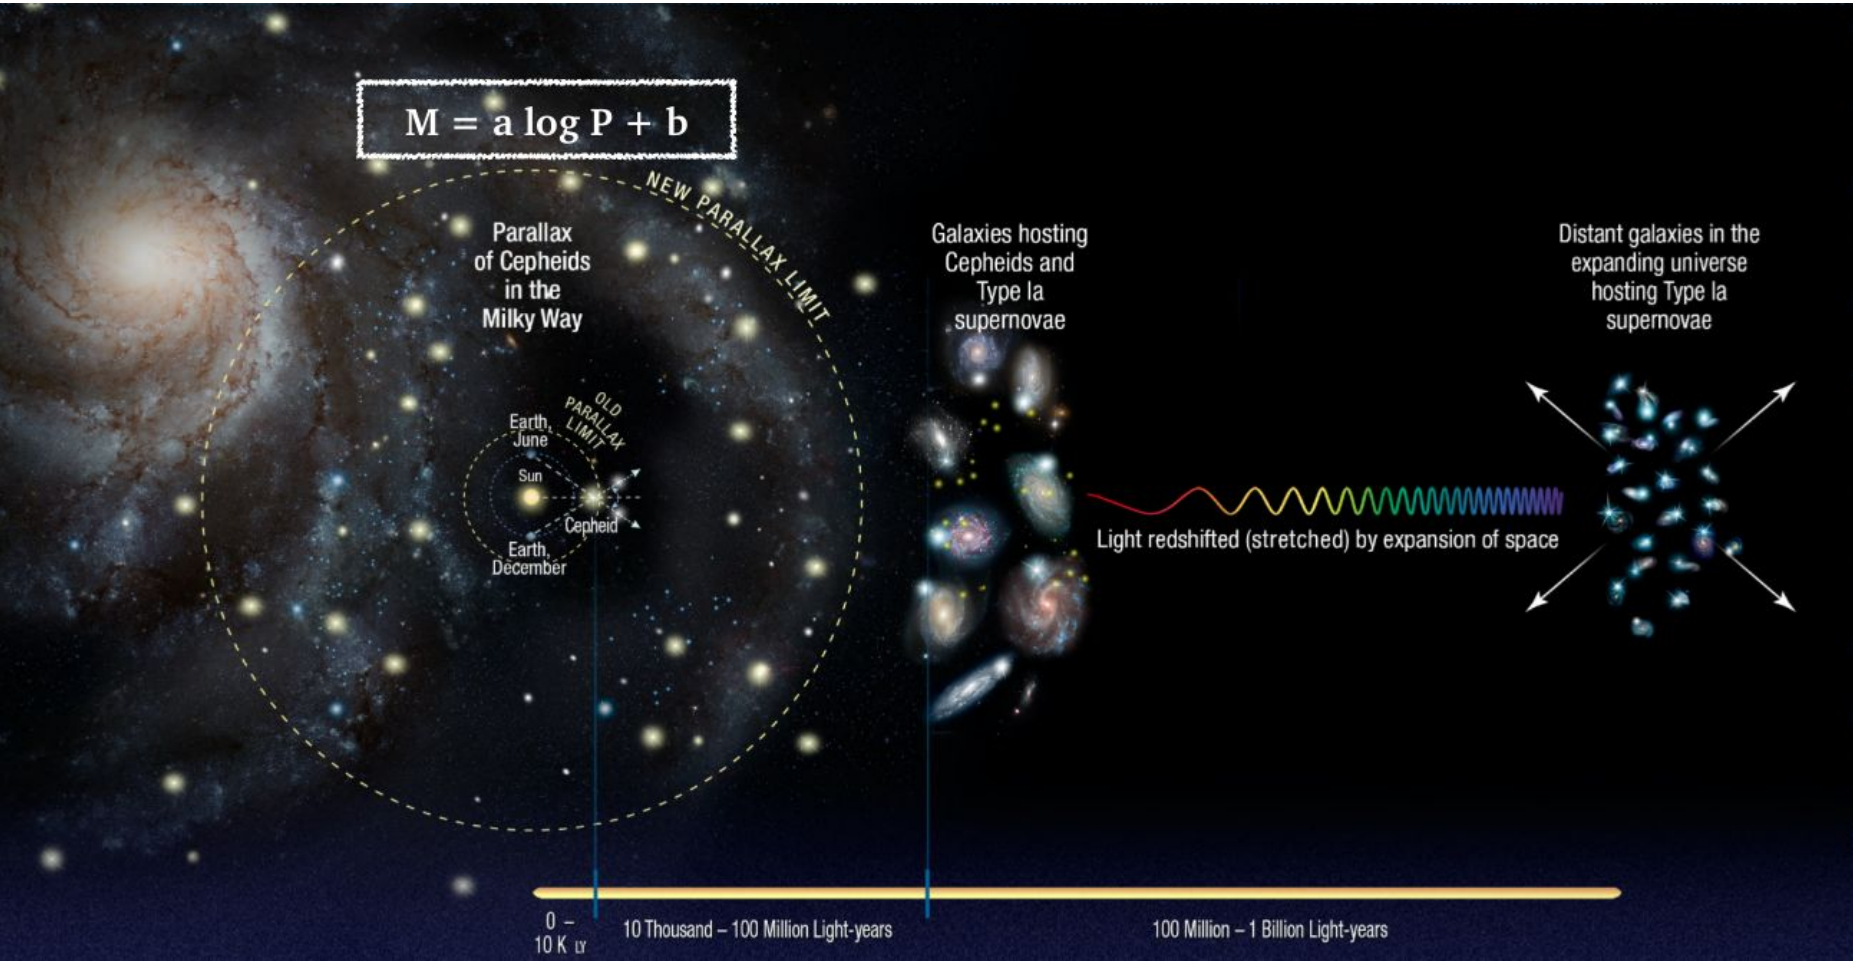 M = a log P + b
NEW PARALLAX LIMIT
Parallax
of Cepheids
in the
Milky Way
OLD
PARALLAX
LIMIT
Earth,
June
Sun
Cepheid
Earth,
December
Galaxies hosting
Cepheids and
Type Ia
supernovae
Light redshifted (stretched) by expansion of space
Distant galaxies in the
expanding universe
hosting Type Ia
supernovae
0 –
10 K LY
10 Thousand – 100 Million Light-years
100 Million – 1 Billion Light-years